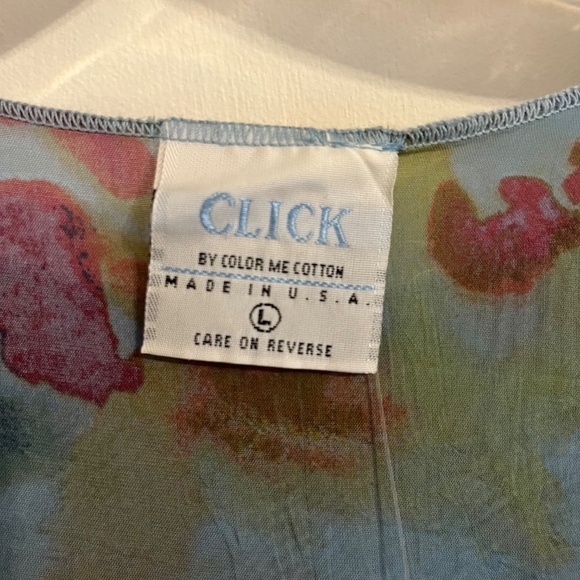 CLICK
BY COLOR ME COTTON
MADE IN U.S.A.
L
CARE ON REVERSE